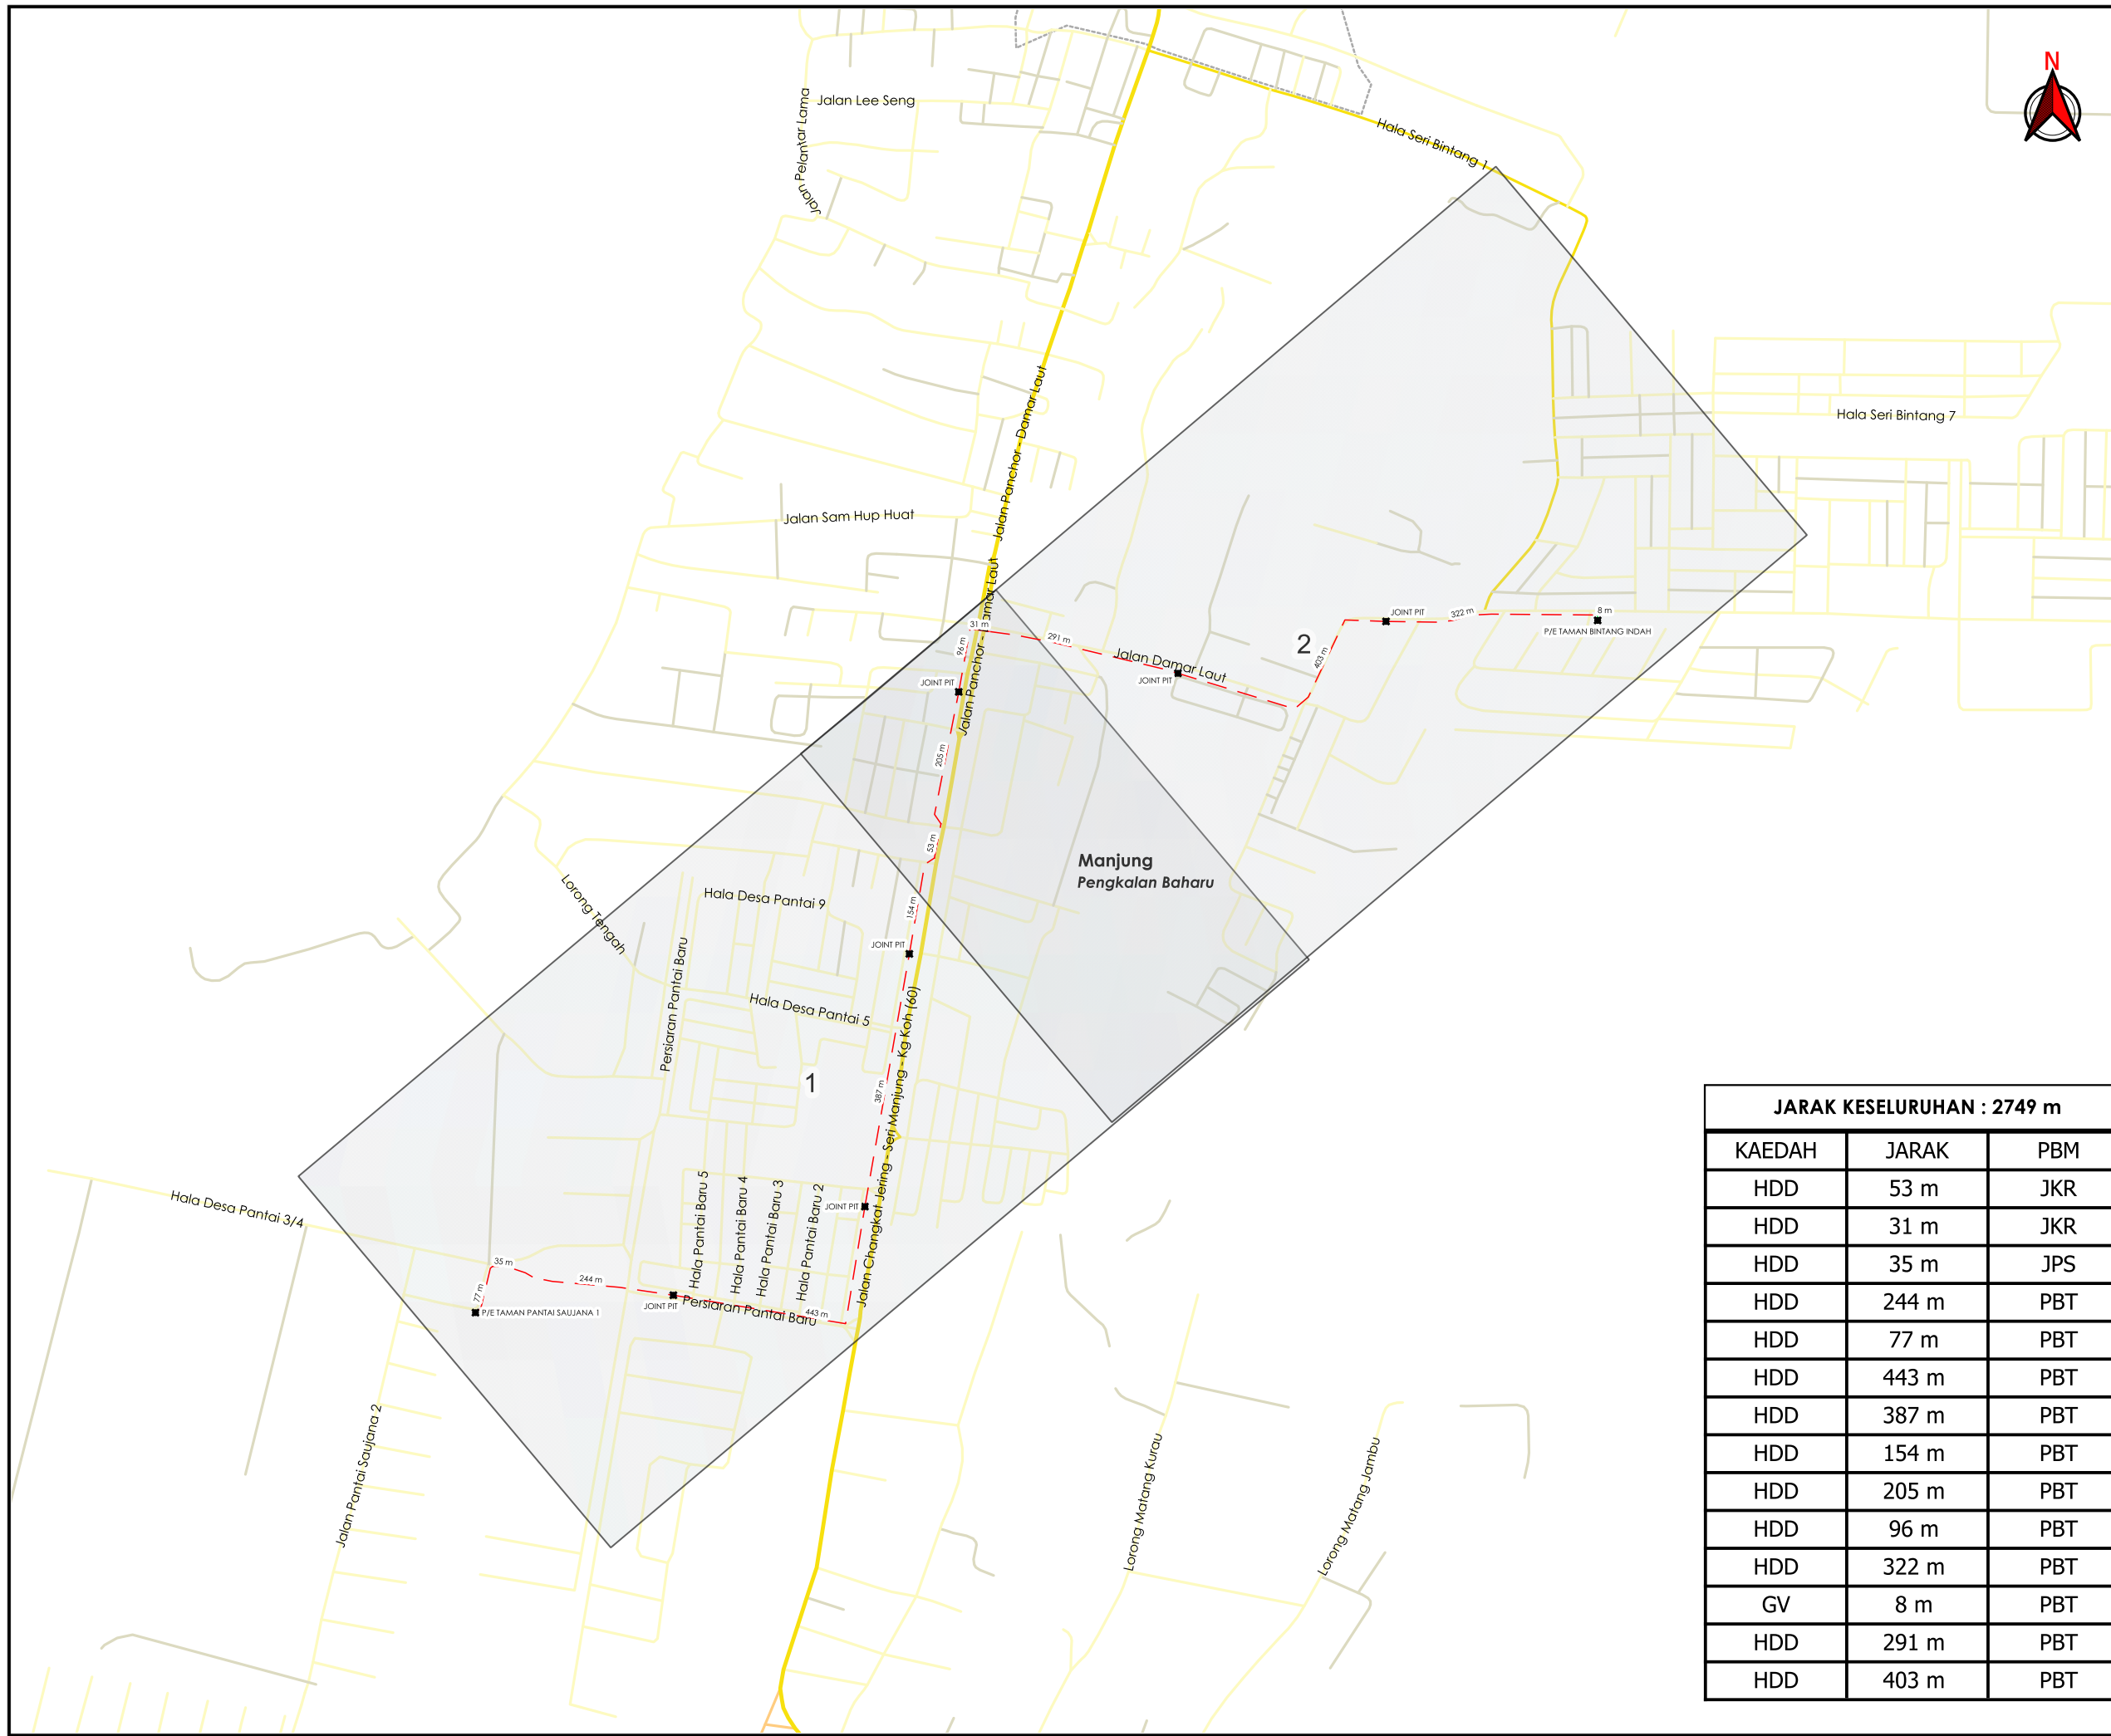 N
Hala Seri Bintang 1
Jalan Lee Seng
Jalan Pelantar Lama
Jalan Panchor - Damar Laut
Hala Seri Bintang 7
Jalan Sam Hup Huat
Jalan Panchor - Damar Laut
31 m
96 m
291 m
JOINT PIT
322 m
8 m
P/E TAMAN BINTANG INDAH
2
403 m
Jalan Damar Laut
JOINT PIT
JOINT PIT
205 m
53 m
Manjung
Pengkalan Baharu
Hala Desa Pantai 9
154 m
Lorong Tengah
JOINT PIT
Persiaran Pantai Baru
Hala Desa Pantai 5
Jalan Changkat Jering - Seri Manjung - Kg Koh (60)
1
387 m
Hala Desa Pantai 3/4
Hala Pantai Baru 5
Hala Pantai Baru 4
Hala Pantai Baru 3
Hala Pantai Baru 2
JOINT PIT
35 m
244 m
77 m
P/E TAMAN PANTAI SAUJANA 1
JOINT PIT
Persiaran Pantai Baru
443 m
Jalan Pantai Saujana 2
Lorong Matang Kurau
Lorong Matang Jambu
JARAK KESELURUHAN : 2749 m
KAEDAH JARAK PBM
HDD 53 m JKR
HDD 31 m JKR
HDD 35 m JPS
HDD 244 m PBT
HDD 77 m PBT
HDD 443 m PBT
HDD 387 m PBT
HDD 154 m PBT
HDD 205 m PBT
HDD 96 m PBT
HDD 322 m PBT
GV 8 m PBT
HDD 291 m PBT
HDD 403 m PBT